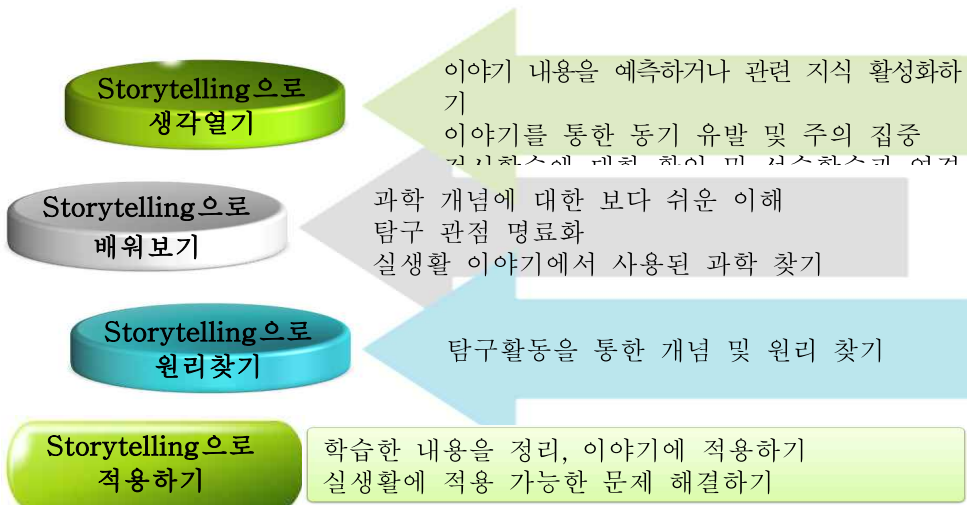 Storytelling으로
생각열기
이야기 내용을 예측하거나 관련 지식 활성화하
기
이야기를 통한 동기 유발 및 주의 집중
Storytelling으로
배워보기
과학 개념에 대한 보다 쉬운 이해
탐구 관점 명료화
실생활 이야기에서 사용된 과학 찾기
Storytelling으로
원리찾기
탐구활동을 통한 개념 및 원리 찾기
Storytelling으로
적용하기
학습한 내용을 정리, 이야기에 적용하기
실생활에 적용 가능한 문제 해결하기